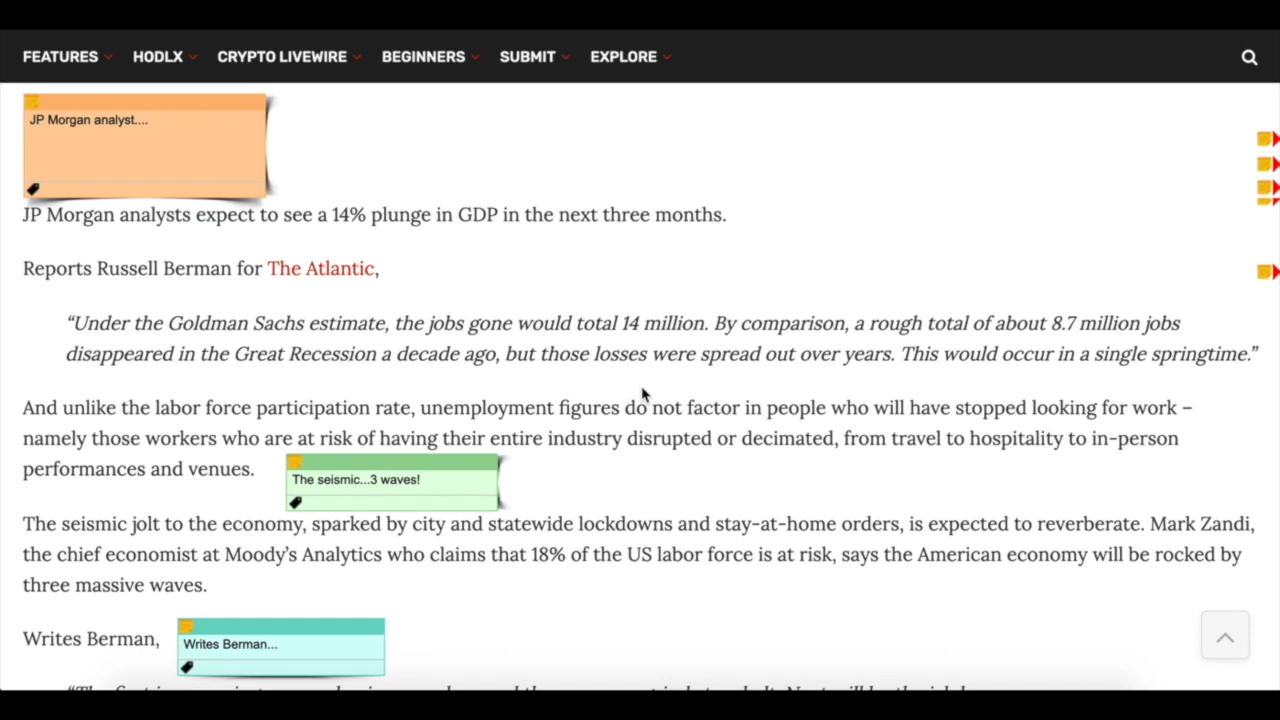 FEATURES HODLX CRYPTO LIVEWIRE BEGINNERS SUBMIT EXPLORE
JP Morgan analyst....
JP Morgan analysts expect to see a 14% plunge in GDP in the next three months.
Reports Russell Berman for The Atlantic,
“Under the Goldman Sachs estimate, the jobs gone would total 14 million. By comparison, a rough total of about 8.7 million jobs
disappeared in the Great Recession a decade ago, but those losses were spread out over years. This would occur in a single springtime.”
And unlike the labor force participation rate, unemployment figures do not factor in people who will have stopped looking for work –
namely those workers who are at risk of having their entire industry disrupted or decimated, from travel to hospitality to in-person
performances and venues.
The seismic...3 waves!
The seismic jolt to the economy, sparked by city and statewide lockdowns and stay-at-home orders, is expected to reverberate. Mark Zandi,
the chief economist at Moody’s Analytics who claims that 18% of the US labor force is at risk, says the American economy will be rocked by
three massive waves.
Writes Berman,
Writes Berman...